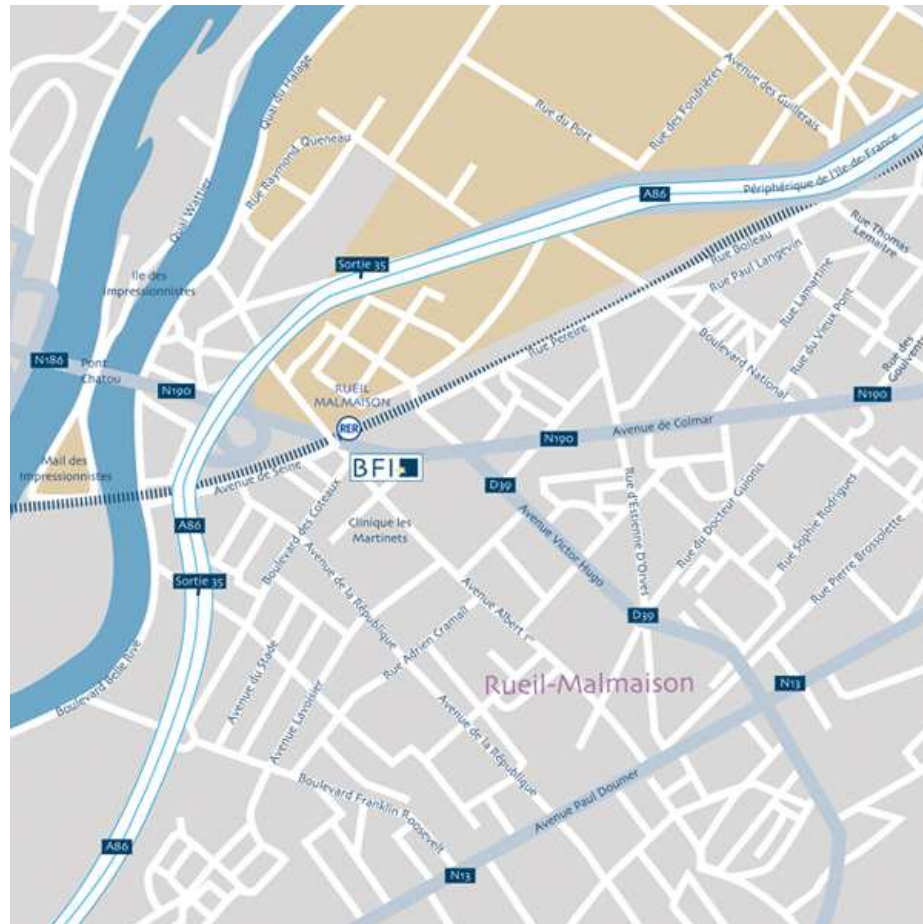 Quai du Halage
Rue Raymond Queneau
Rue du Port
Rue des Fondrières
Avenue des Guillerais
Périphérique de l'Ile-de-France
A86
Quai Watier
Ile des
Impressionnistes
Sortie 35
Rue Boileau
Rue Paul Langevin
Rue Thomas
Lemaitre
Rue Lamartine
Rue du Vieux Pont
Boulevard National
Rue des
Rue Pereire
N186
Pont
Chatou
N190
RUEIL
MALMAISON
RER
N190
Avenue de Colmar
N190
Mail des
Impressionnistes
Avenue de Seine
BFI
D39
A86
Boulevard des Coteaux
Clinique les
Martinets
Avenue Victor Hugo
Rue d'Estienne D'Orves
Rue du Docteur Guionis
Rue Sophie Rodrigues
Rue Pierre Brossolette
Sortie 35
Avenue de la République
Avenue Albert 1er
Rue Adrien Cramail
D39
Rueil-Malmaison
N13
Boulevard Belle Rive
Avenue du Stade
Avenue Lavoisier
Avenue de la République
Boulevard Franklin Roosevelt
Avenue Paul Doumer
A86
N13